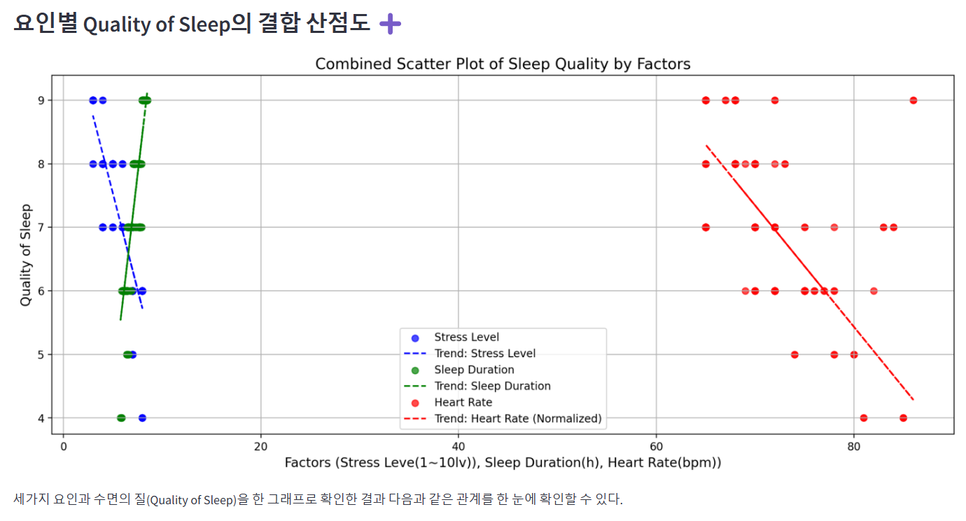 요인별 Quality of Sleep의 결합 산점도 ➕
Combined Scatter Plot of Sleep Quality by Factors
9
8
7
6
5
4
Quality of Sleep
Stress Level
Trend: Stress Level
Sleep Duration
Trend: Sleep Duration
Heart Rate
Trend: Heart Rate (Normalized)
0 20 40 60 80
Factors (Stress Leve(1~10lv)), Sleep Duration(h), Heart Rate(bpm))
세가지 요인과 수면의 질(Quality of Sleep)을 한 그래프로 확인한 결과 다음과 같은 관계를 한 눈에 확인할 수 있다.